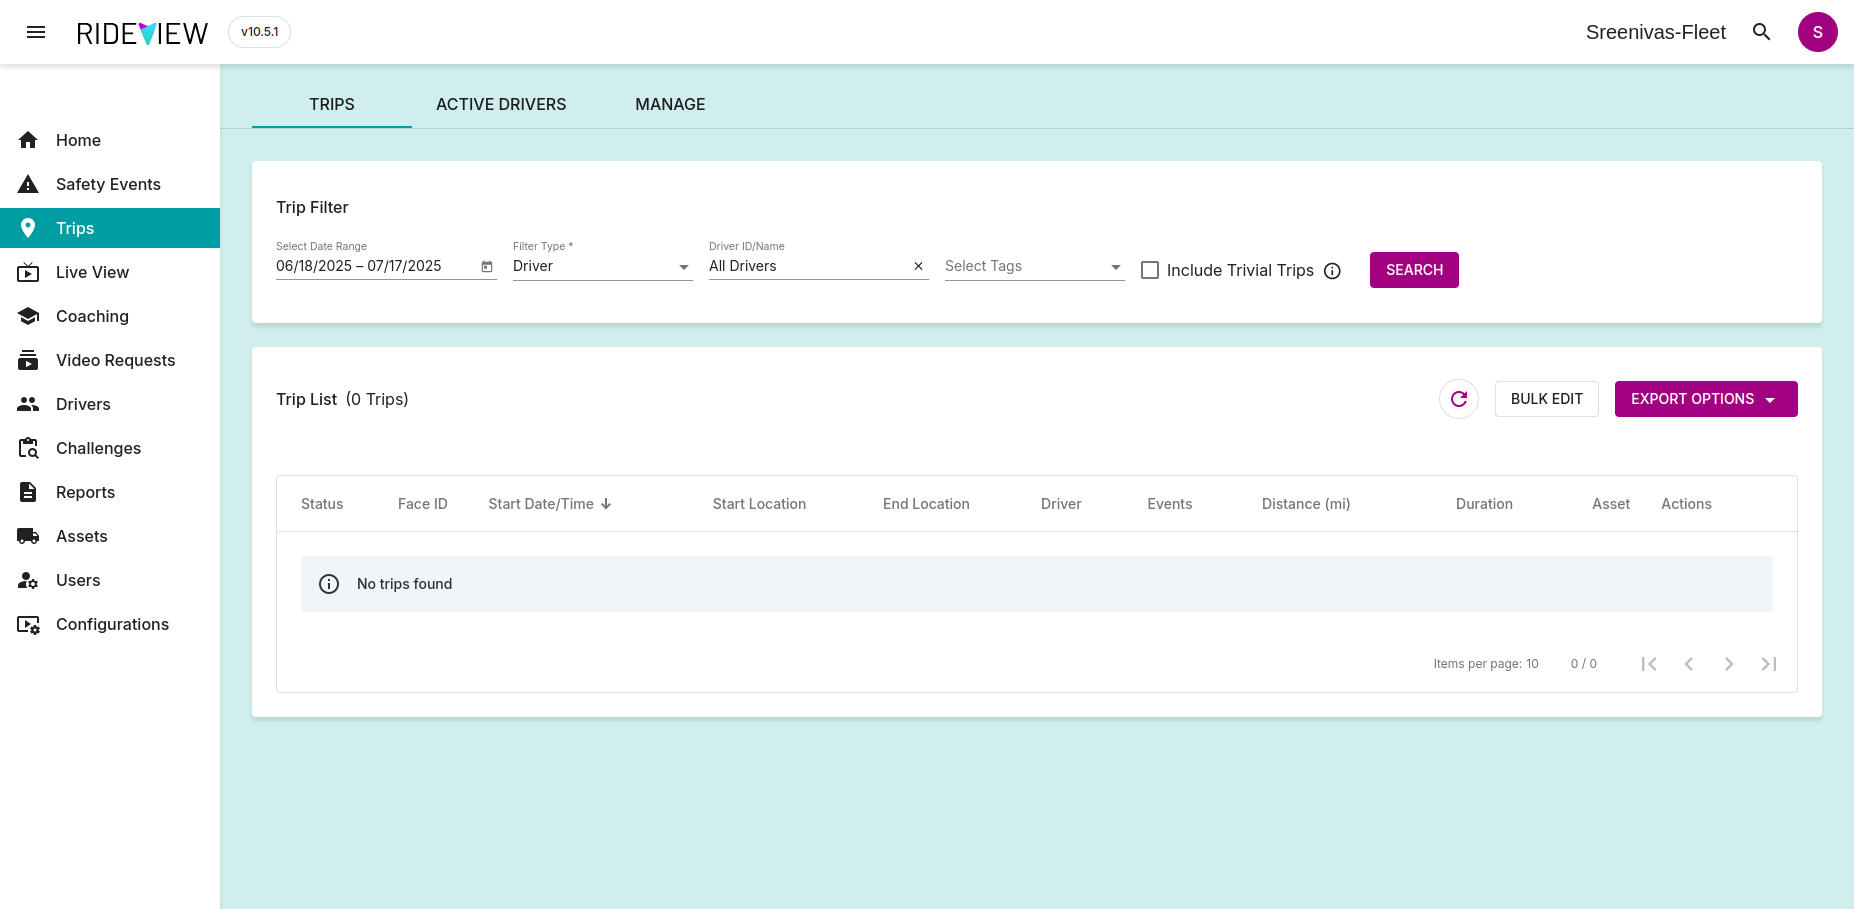 RIDEVIEW v10.5.1 Sreenivas-Fleet S
TRIPS ACTIVE DRIVERS MANAGE
Home
Safety Events
Trips
Live View
Coaching
Video Requests
Drivers
Challenges
Reports
Assets
Users
Configurations
Trip Filter
Select Date Range Filter Type * Driver ID/Name
06/18/2025 – 07/17/2025 Driver All Drivers Select Tags Include Trivial Trips SEARCH
Trip List (0 Trips) BULK EDIT EXPORT OPTIONS
Status Face ID Start Date/Time Start Location End Location Driver Events Distance (mi) Duration Asset Actions
No trips found
Items per page: 10 0 / 0